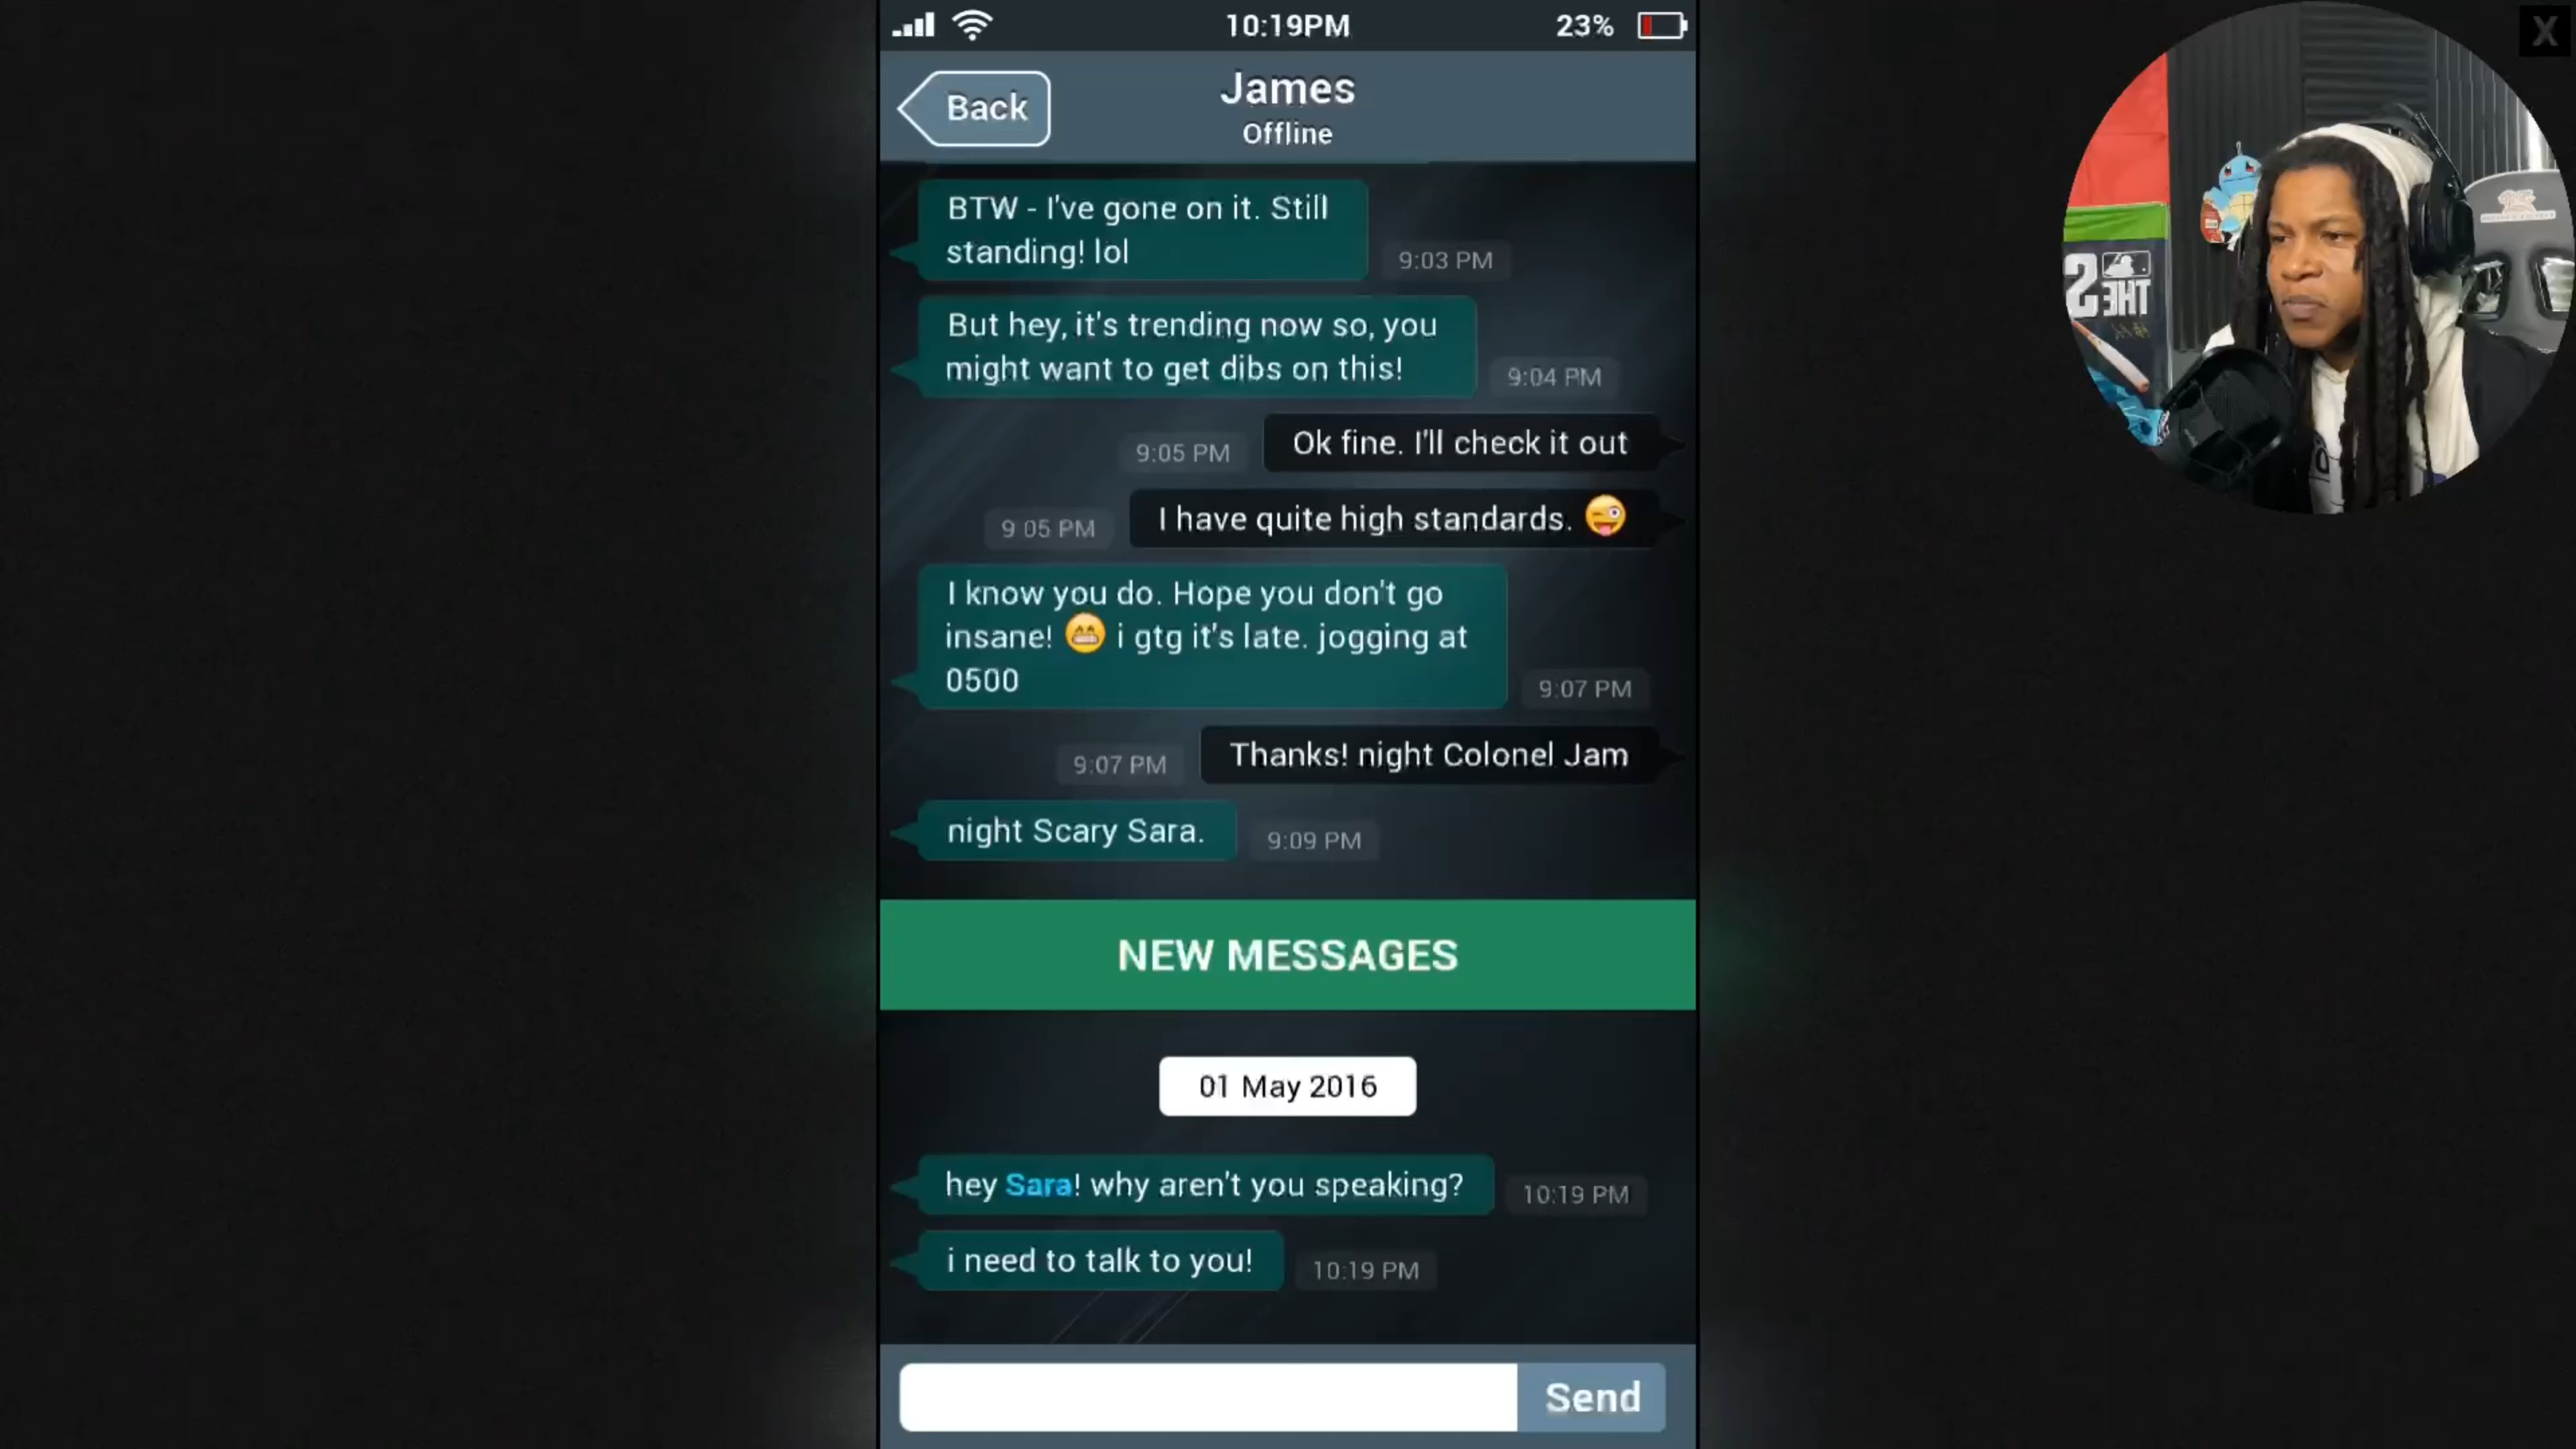 10:19PM
23%
X
Back
James
Offline
BTW - I've gone on it. Still
standing! lol
9:03 PM
But hey, it's trending now so, you
might want to get dibs on this!
9:04 PM
9:05 PM
Ok fine. I'll check it out
9 05 PM
I have quite high standards. 😜
I know you do. Hope you don't go
insane! 😁 i gtg it's late. jogging at
0500
9:07 PM
9:07 PM
Thanks! night Colonel Jam
night Scary Sara.
9:09 PM
NEW MESSAGES
01 May 2016
hey Sara! why aren't you speaking?
10:19 PM
i need to talk to you!
10:19 PM
Send
THE